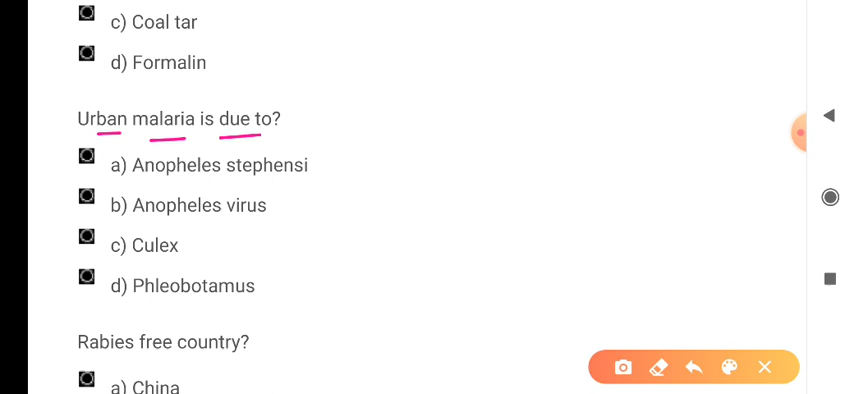 c) Coal tar
d) Formalin
Urban malaria is due to?
a) Anopheles stephensi
b) Anopheles virus
c) Culex
d) Phleobotamus
Rabies free country?
a) China